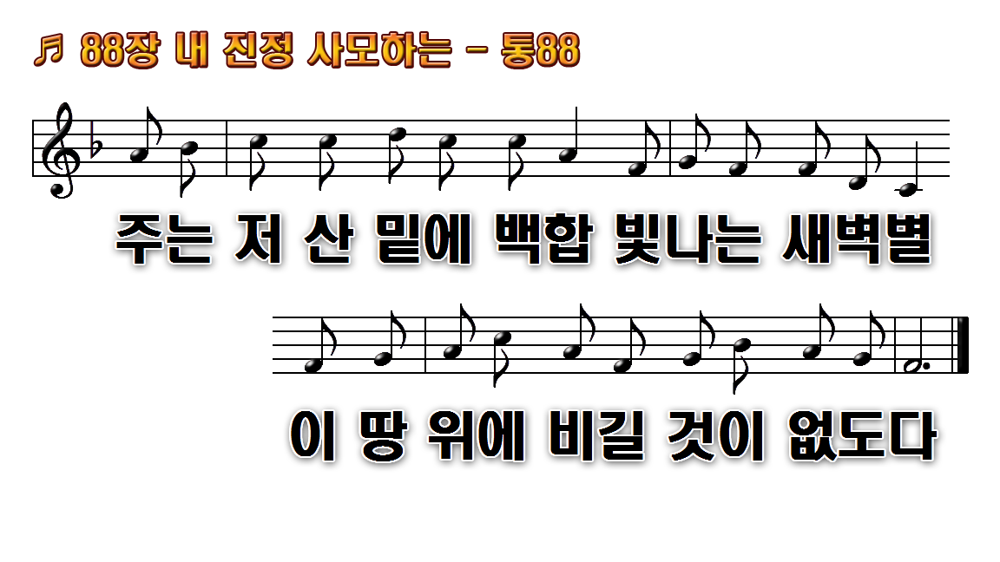 ♬ 88장 내 진정 사모하는 - 통88
주는 저 산 밑에 백합 빛나는 새벽별
이 땅 위에 비길 것이 없도다